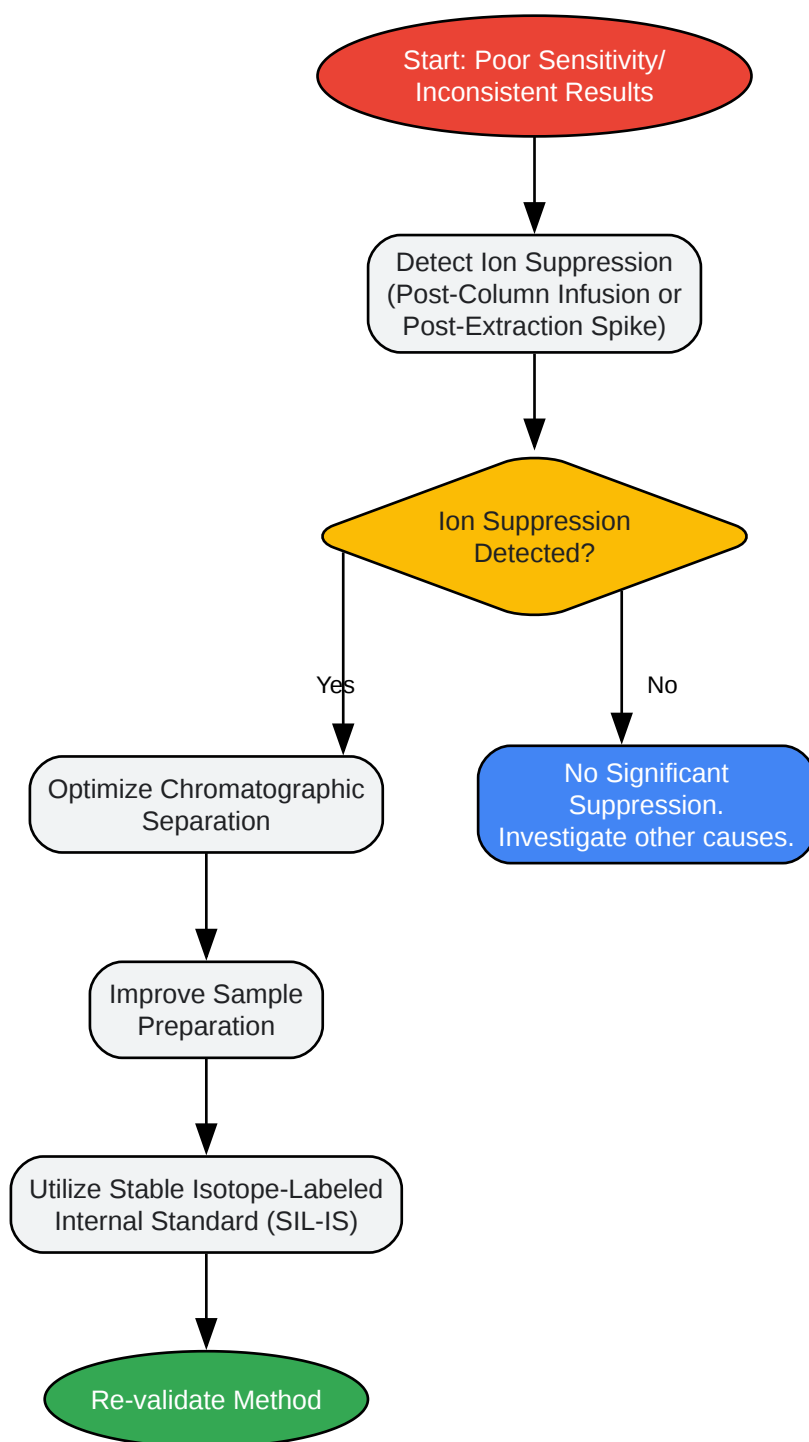 Start: Poor Sensitivity/
Inconsistent Results
Detect Ion Suppression
(Post-Column Infusion or
Post-Extraction Spike)
Ion Suppression
Detected?
Yes
No
Optimize Chromatographic
Separation
No Significant
Suppression.
Investigate other causes.
Improve Sample
Preparation
Utilize Stable Isotope-Labeled
Internal Standard (SIL-IS)
Re-validate Method